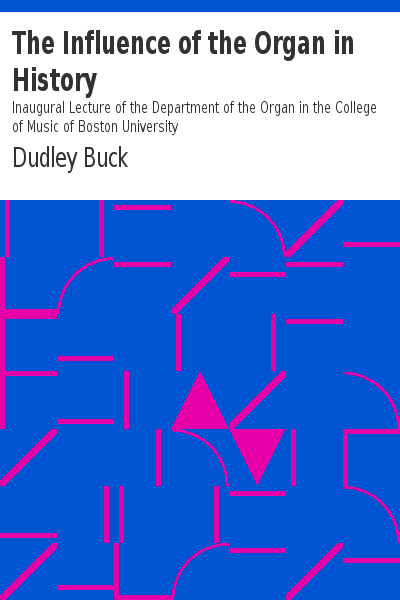 The Influence of the Organ in
History
Inaugural Lecture of the Department of the Organ in the College
of Music of Boston University
Dudley Buck